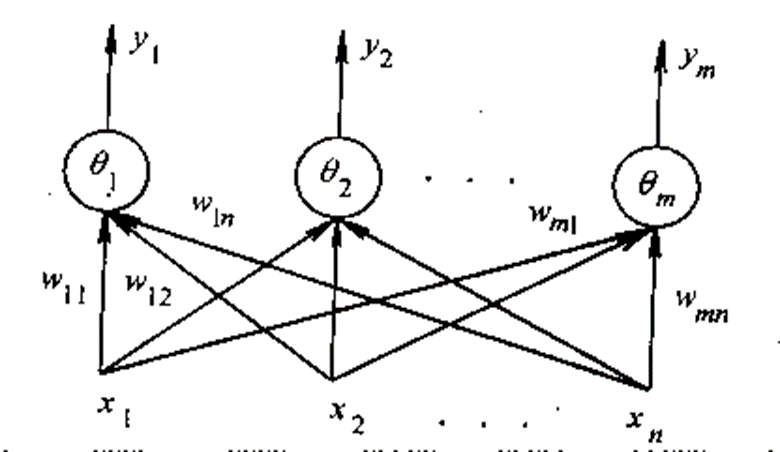 y₁ y₂ yₘ
θ₁ θ₂ . . . θₘ
w₁ₙ wₘ₁
w₁₁ w₁₂ wₘₙ
x₁ x₂ . . . . xₙ